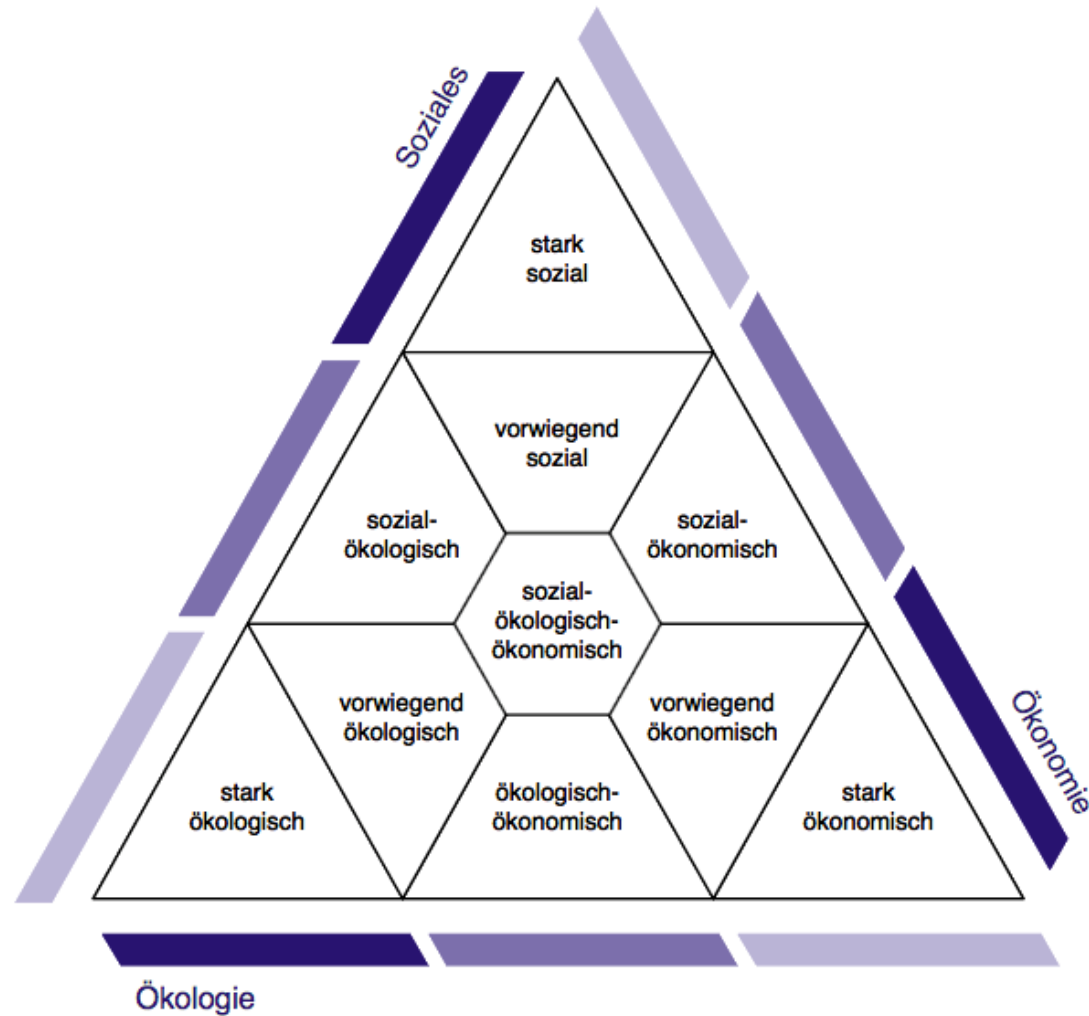 Soziales
stark
sozial
vorwiegend
sozial
sozial-
ökologisch
sozial-
ökonomisch
sozial-
ökologisch-
ökonomisch
vorwiegend
ökologisch
vorwiegend
ökonomisch
stark
ökologisch
ökologisch-
ökonomisch
stark
ökonomisch
Ökonomie
Ökologie